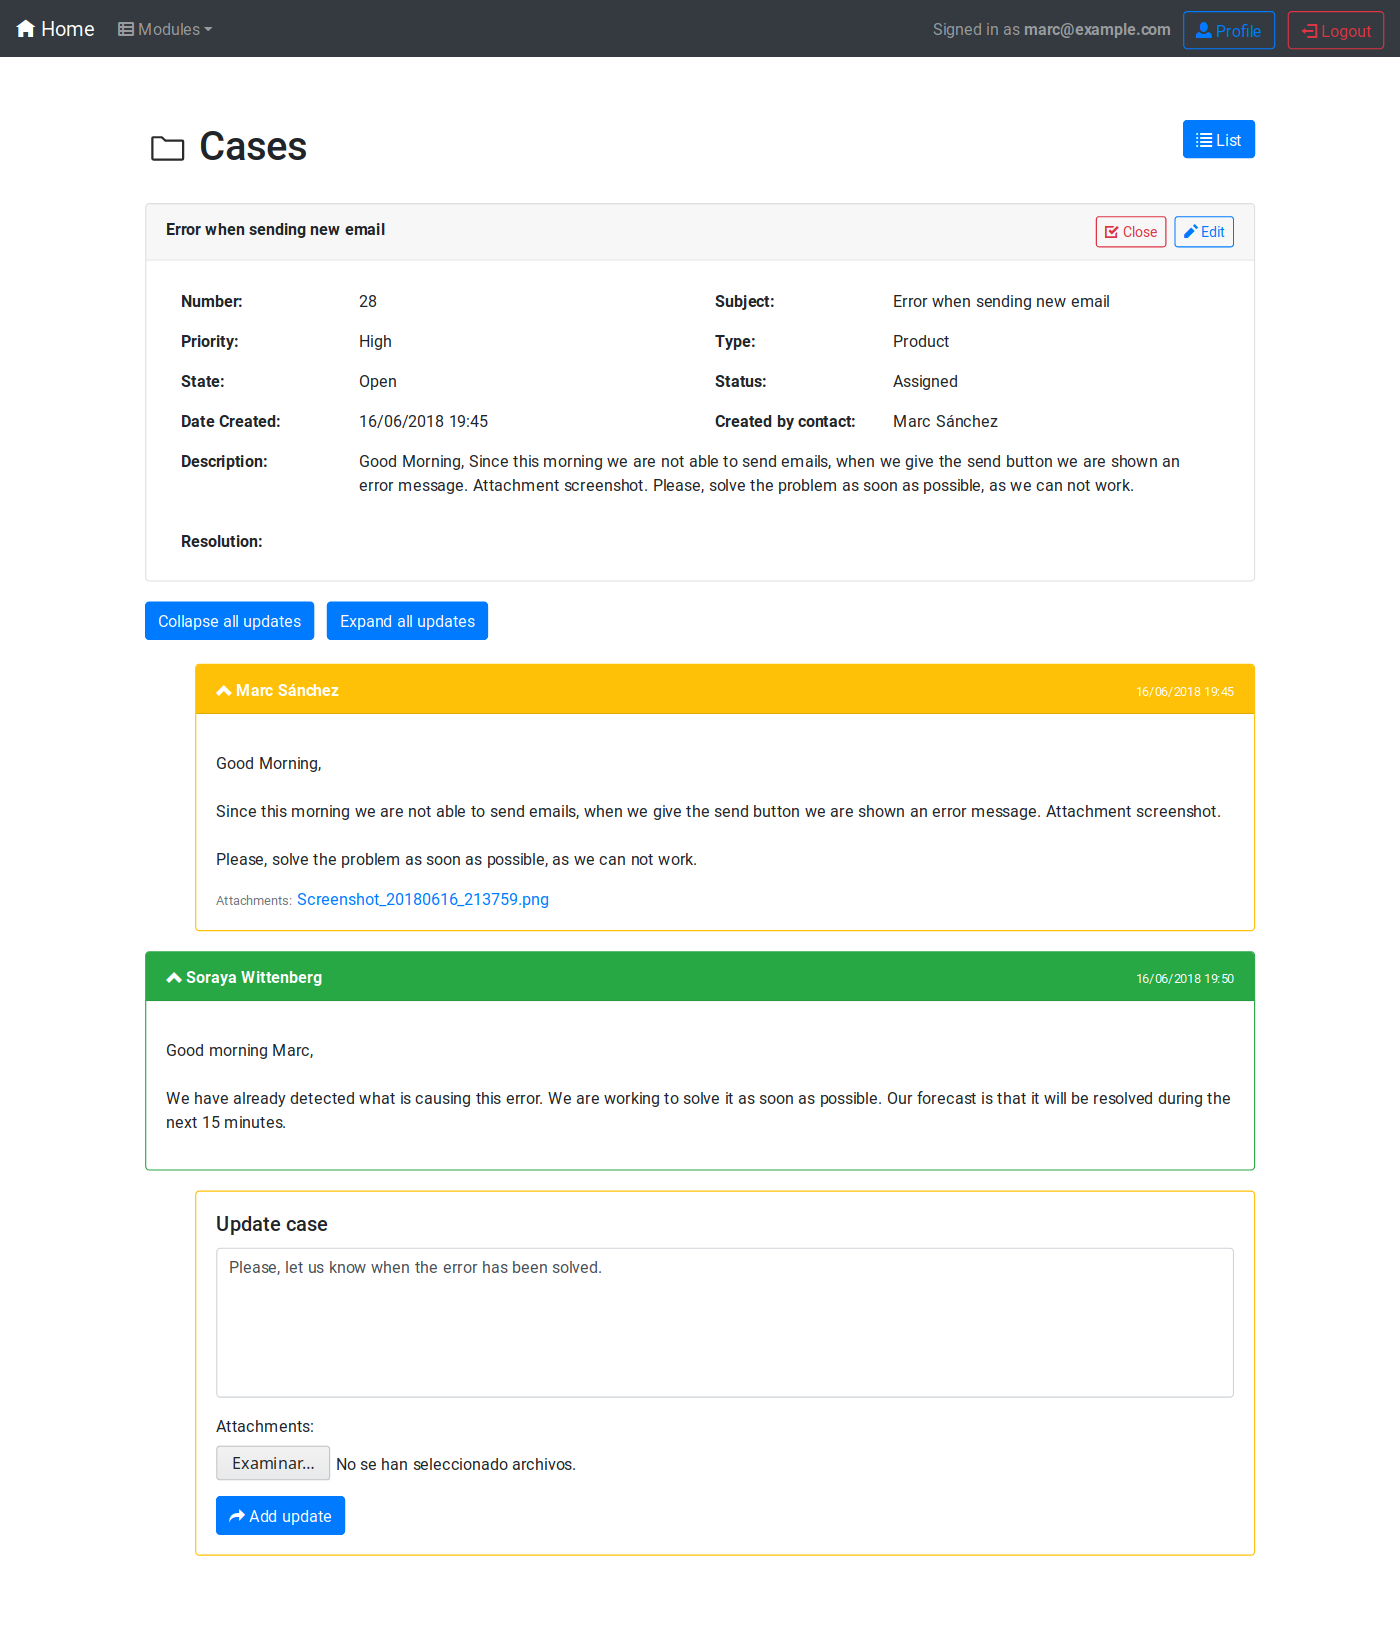 Home Modules Signed in as marc@example.com Profile Logout
Cases List
Error when sending new email Close Edit
Number: 28 Subject: Error when sending new email
Priority: High Type: Product
State: Open Status: Assigned
Date Created: 16/06/2018 19:45 Created by contact: Marc Sánchez
Description: Good Morning, Since this morning we are not able to send emails, when we give the send button we are shown an
error message. Attachment screenshot. Please, solve the problem as soon as possible, as we can not work.
Resolution:
Collapse all updates Expand all updates
Marc Sánchez 16/06/2018 19:45
Good Morning,
Since this morning we are not able to send emails, when we give the send button we are shown an error message. Attachment screenshot.
Please, solve the problem as soon as possible, as we can not work.
Attachments: Screenshot_20180616_213759.png
Soraya Wittenberg 16/06/2018 19:50
Good morning Marc,
We have already detected what is causing this error. We are working to solve it as soon as possible. Our forecast is that it will be resolved during the
next 15 minutes.
Update case
Please, let us know when the error has been solved.
Attachments:
Examinar... No se han seleccionado archivos.
Add update